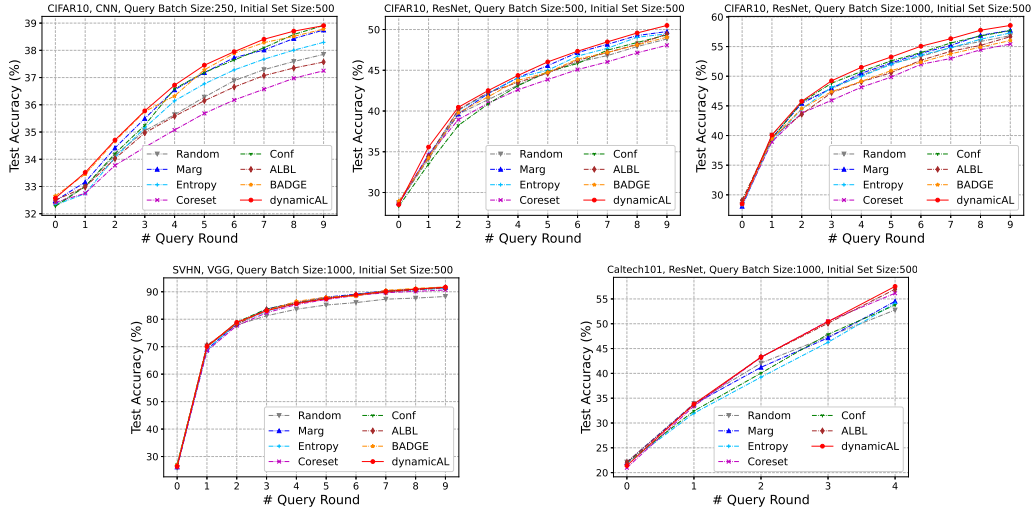 CIFAR10, CNN, Query Batch Size:250, Initial Set Size:500
Test Accuracy (%)
39
38
37
36
35
34
33
32
0 1 2 3 4 5 6 7 8 9
# Query Round
Random
Marg
Entropy
Coreset
Conf
ALBL
BADGE
dynamicAL
CIFAR10, ResNet, Query Batch Size:500, Initial Set Size:500
Test Accuracy (%)
50
45
40
35
30
0 1 2 3 4 5 6 7 8 9
# Query Round
Random
Marg
Entropy
Coreset
Conf
ALBL
BADGE
dynamicAL
CIFAR10, ResNet, Query Batch Size:1000, Initial Set Size:500
Test Accuracy (%)
60
55
50
45
40
35
30
0 1 2 3 4 5 6 7 8 9
# Query Round
Random
Marg
Entropy
Coreset
Conf
ALBL
BADGE
dynamicAL
SVHN, VGG, Query Batch Size:1000, Initial Set Size:500
Test Accuracy (%)
90
80
70
60
50
40
30
0 1 2 3 4 5 6 7 8 9
# Query Round
Random
Marg
Entropy
Coreset
Conf
ALBL
BADGE
dynamicAL
Caltech101, ResNet, Query Batch Size:1000, Initial Set Size:500
Test Accuracy (%)
55
50
45
40
35
30
25
20
0 1 2 3 4
# Query Round
Random
Marg
Entropy
Coreset
Conf
ALBL
dynamicAL